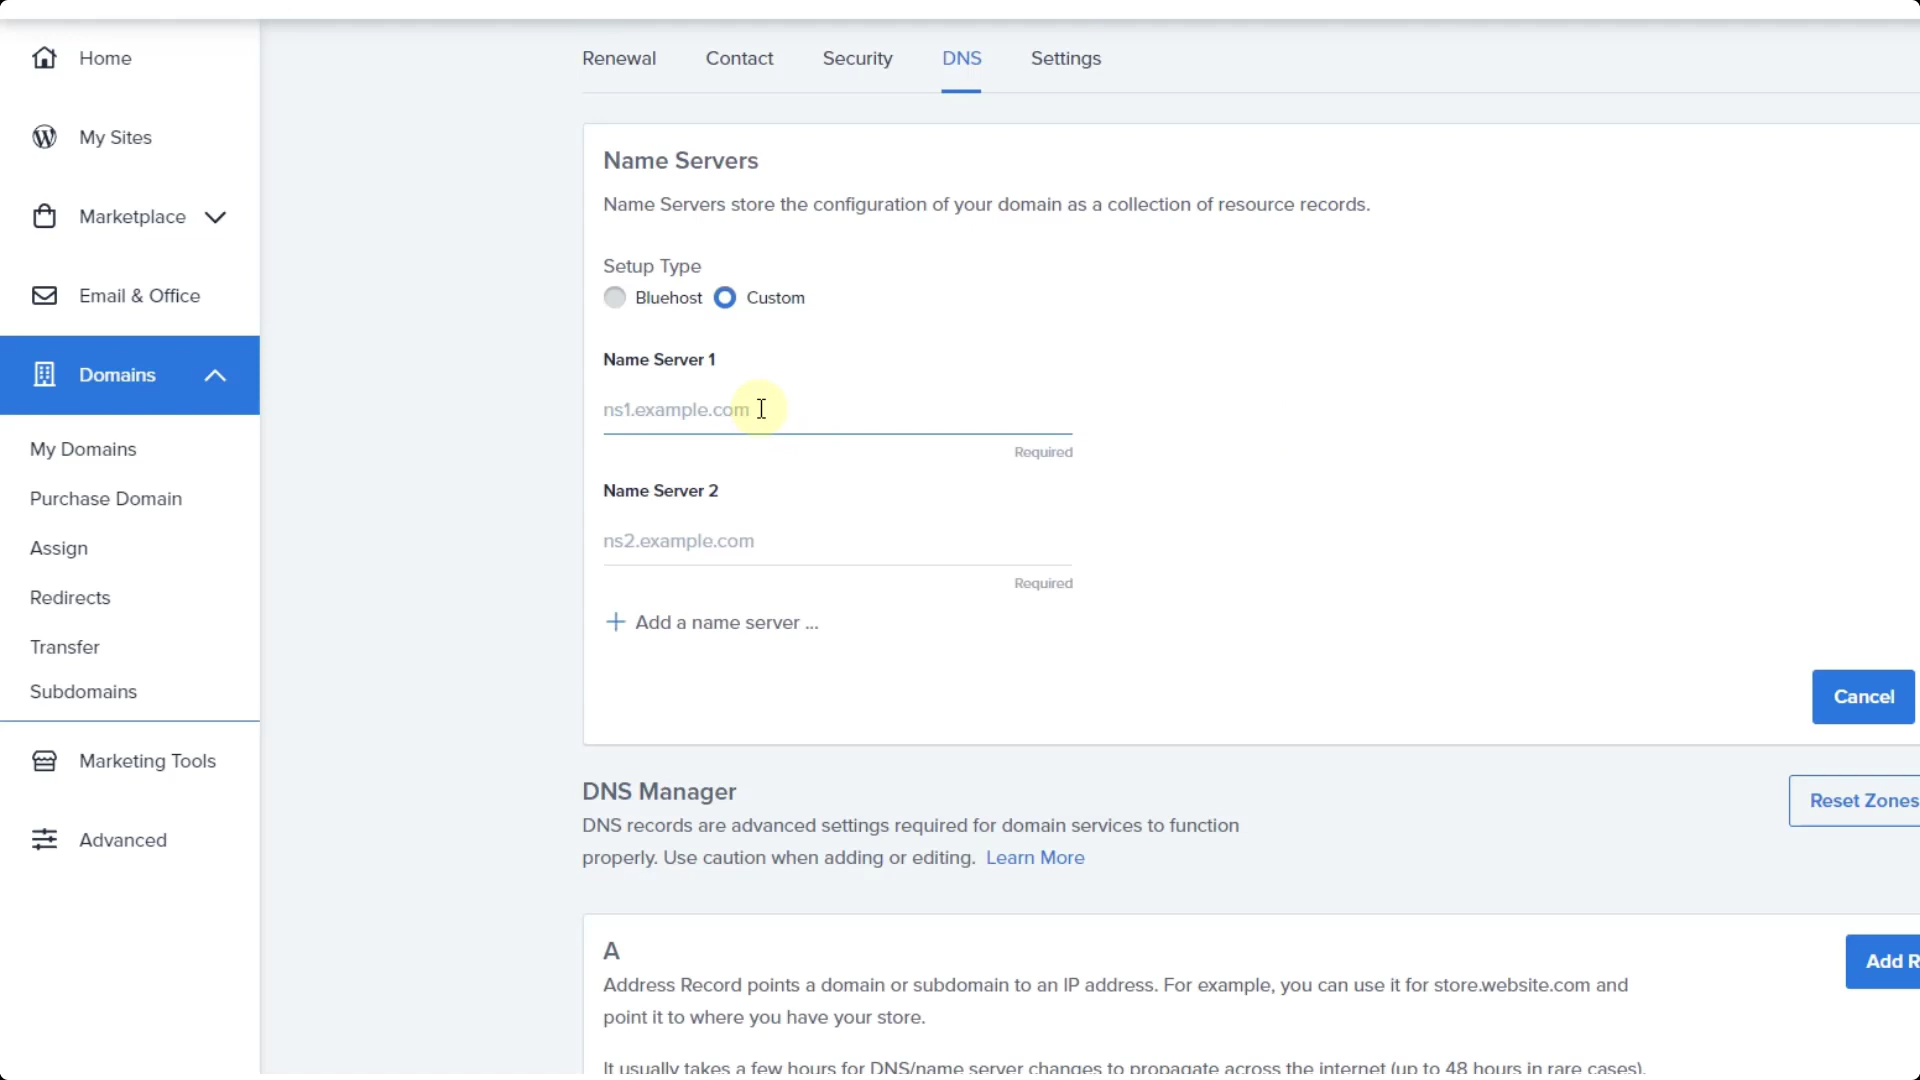 Home
My Sites
Marketplace
Email & Office
Domains
My Domains
Purchase Domain
Assign
Redirects
Transfer
Subdomains
Marketing Tools
Advanced
Renewal Contact Security DNS Settings
Name Servers
Name Servers store the configuration of your domain as a collection of resource records.
Setup Type
Bluehost Custom
Name Server 1
ns1.example.com
Required
Name Server 2
ns2.example.com
Required
Add a name server ...
Cancel
DNS Manager
Reset Zones
DNS records are advanced settings required for domain services to function
properly. Use caution when adding or editing. Learn More
A
Add R
Address Record points a domain or subdomain to an IP address. For example, you can use it for store.website.com and
point it to where you have your store.
It usually takes a few hours for DNS/name server changes to propagate across the internet (up to 48 hours in rare cases).